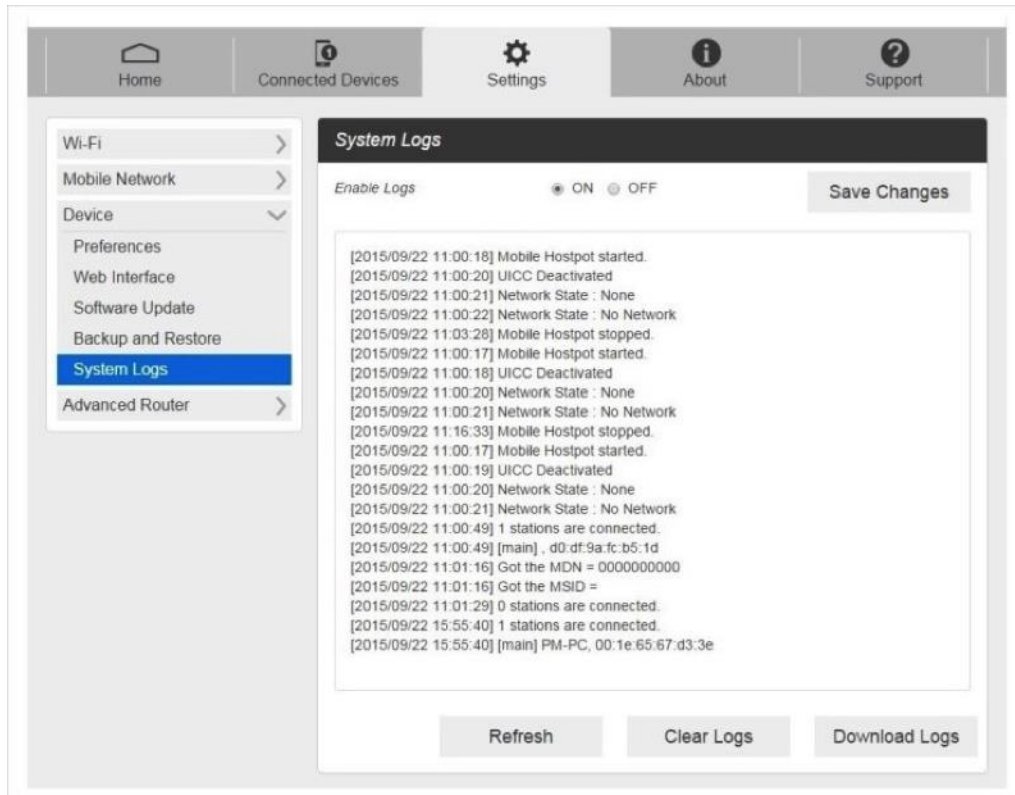 Home
Connected Devices
Settings
About
Support
Wi-Fi
Mobile Network
Device
Preferences
Web Interface
Software Update
Backup and Restore
System Logs
Advanced Router
System Logs
Enable Logs ON OFF Save Changes
[2015/09/22 11:00:18] Mobile Hostpot started.
[2015/09/22 11:00:20] UICC Deactivated
[2015/09/22 11:00:21] Network State : None
[2015/09/22 11:00:22] Network State : No Network
[2015/09/22 11:03:28] Mobile Hostpot stopped.
[2015/09/22 11:00:17] Mobile Hostpot started.
[2015/09/22 11:00:18] UICC Deactivated
[2015/09/22 11:00:20] Network State : None
[2015/09/22 11:00:21] Network State : No Network
[2015/09/22 11:16:33] Mobile Hostpot stopped.
[2015/09/22 11:00:17] Mobile Hostpot started.
[2015/09/22 11:00:19] UICC Deactivated
[2015/09/22 11:00:20] Network State : None
[2015/09/22 11:00:21] Network State : No Network
[2015/09/22 11:00:49] 1 stations are connected.
[2015/09/22 11:00:49] [main] , d0:df:9a:fc:b5:1d
[2015/09/22 11:01:16] Got the MDN = 0000000000
[2015/09/22 11:01:16] Got the MSID =
[2015/09/22 11:01:29] 0 stations are connected.
[2015/09/22 15:55:40] 1 stations are connected.
[2015/09/22 15:55:40] [main] PM-PC, 00:1e:65:67:d3:3e
Refresh Clear Logs Download Logs